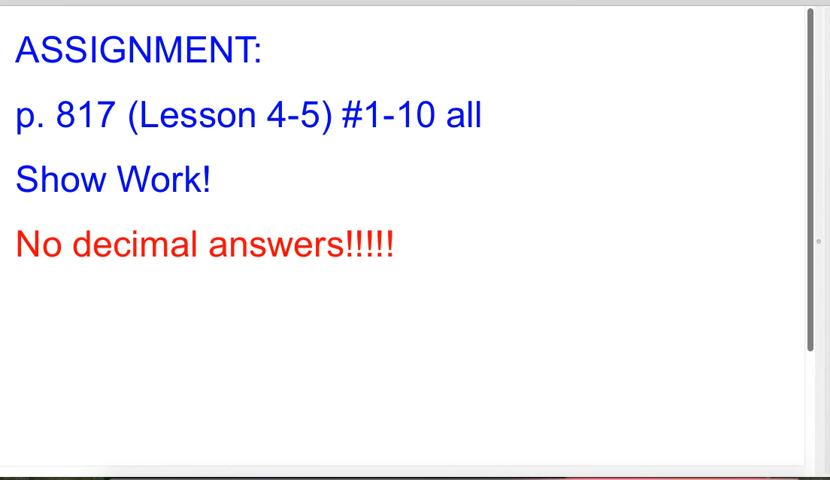 ASSIGNMENT:
p. 817 (Lesson 4-5) #1-10 all
Show Work!
No decimal answers!!!!!